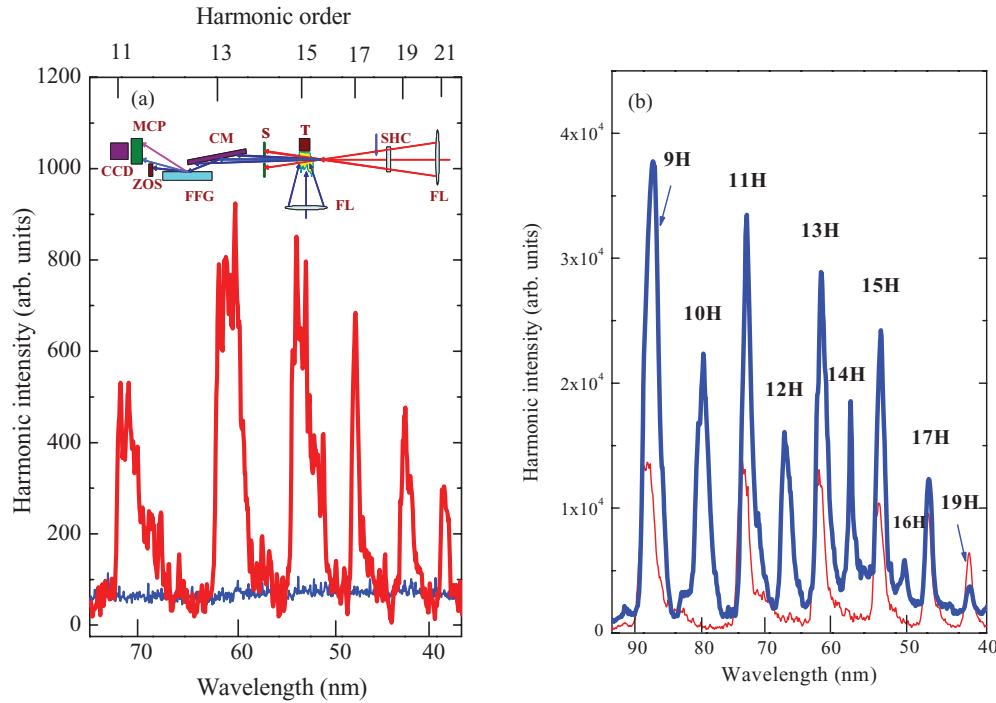 Harmonic order
11 13 15 17 19 21
(a)
MCP
CM
S
T
SHC
CCD
ZOS
FFG
FL
FL
1200
1000
800
600
400
200
0
Harmonic intensity (arb. units)
70 60 50 40
Wavelength (nm)
(b)
9H
10H
11H
12H
13H
14H
15H
16H
17H
19H
4x10⁴
3x10⁴
2x10⁴
1x10⁴
0
Harmonic intensity (arb. units)
90 80 70 60 50 40
Wavelength (nm)